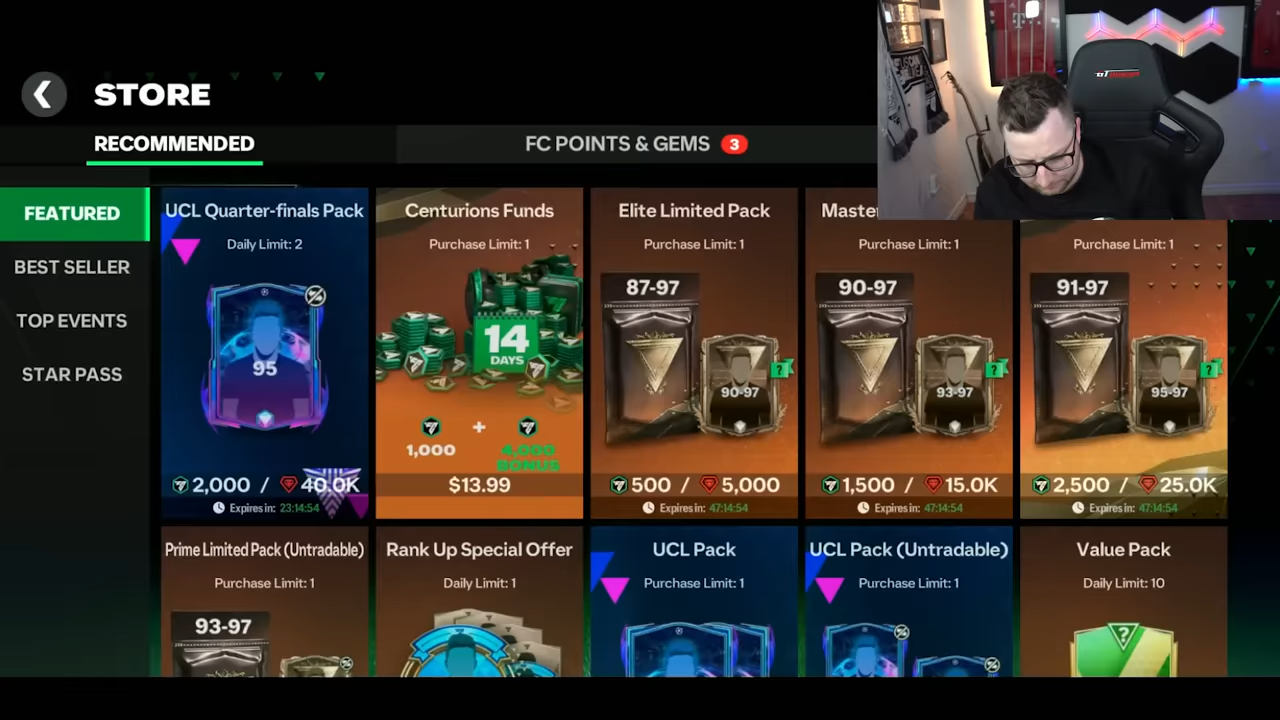 STORE
RECOMMENDED
FC POINTS & GEMS 3
FEATURED
BEST SELLER
TOP EVENTS
STAR PASS
UCL Quarter-finals Pack
Daily Limit: 2
95
2,000 / 40.0K
Expires in: 23:14:54
Centurions Funds
Purchase Limit: 1
14
DAYS
1,000 + 4,000
BONUS
$13.99
Elite Limited Pack
Purchase Limit: 1
87-97
90-97
?
500 / 5,000
Expires in: 47:14:54
Master
Purchase Limit: 1
90-97
93-97
?
1,500 / 15.0K
Expires in: 47:14:54
Purchase Limit: 1
91-97
95-97
?
2,500 / 25.0K
Expires in: 47:14:54
Prime Limited Pack (Untradable)
Purchase Limit: 1
93-97
Rank Up Special Offer
Daily Limit: 1
UCL Pack
Purchase Limit: 1
UCL Pack (Untradable)
Purchase Limit: 1
Value Pack
Daily Limit: 10
?